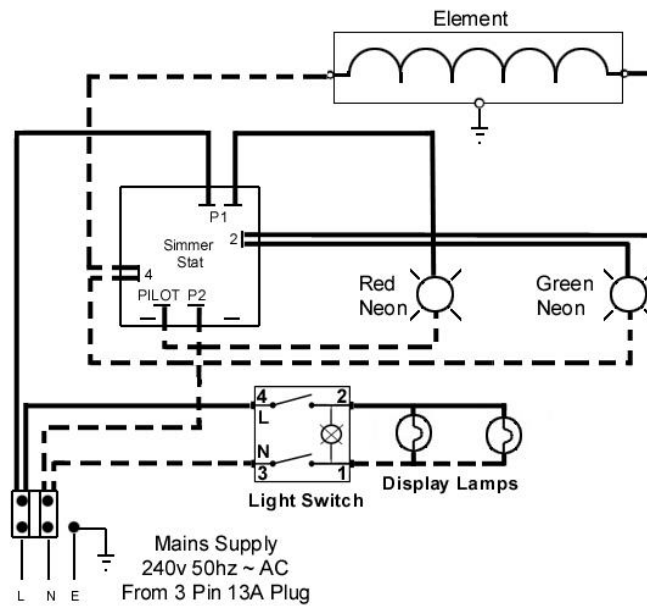 Element
P1
2
Simmer
Stat
4
PILOT P2
Red
Neon
Green
Neon
4 2
L
N
3 1
Light Switch
Display Lamps
Mains Supply
240v 50hz ~ AC
From 3 Pin 13A Plug
L N E